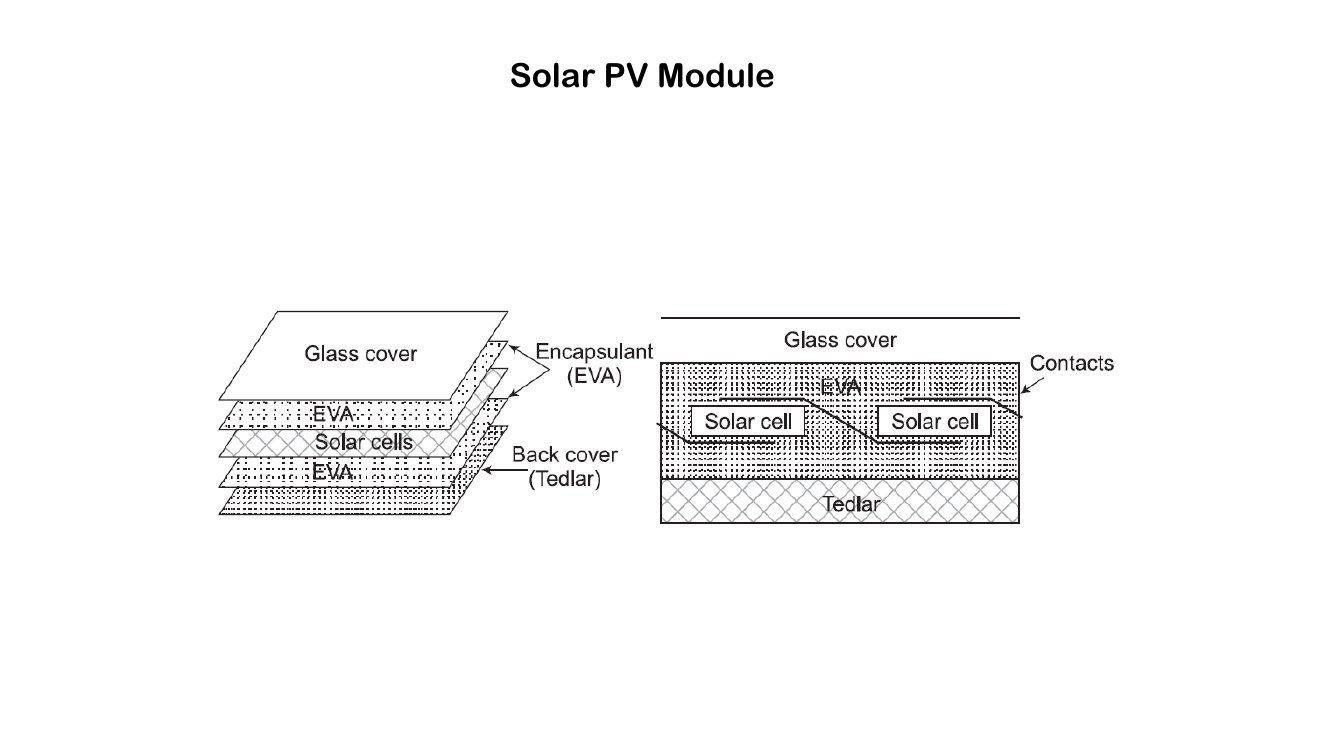 Solar PV Module
Glass cover
EVA
Solar cells
EVA
Encapsulant
(EVA)
Back cover
(Tedlar)
Glass cover
EVA
Contacts
Solar cell
Solar cell
Tedlar